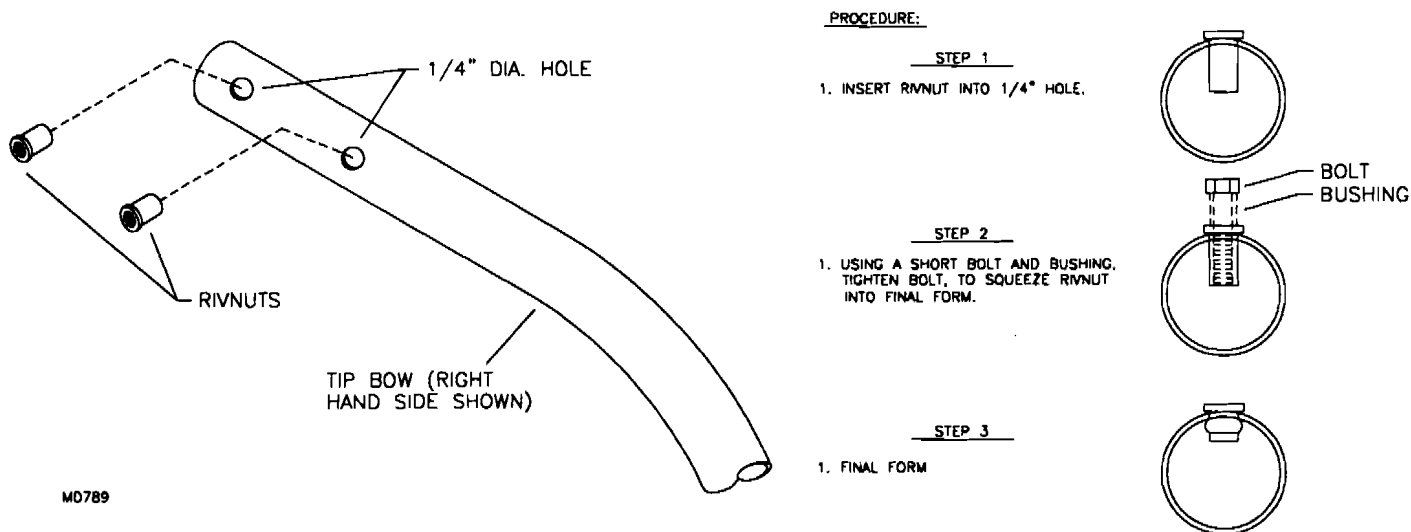 1/4" DIA. HOLE
RIVNUTS
TIP BOW (RIGHT
HAND SIDE SHOWN)
MD789
PROCEDURE:
STEP 1
1. INSERT RIVNUT INTO 1/4" HOLE.
BOLT
BUSHING
STEP 2
1. USING A SHORT BOLT AND BUSHING,
TIGHTEN BOLT, TO SQUEEZE RIVNUT
INTO FINAL FORM.
STEP 3
1. FINAL FORM